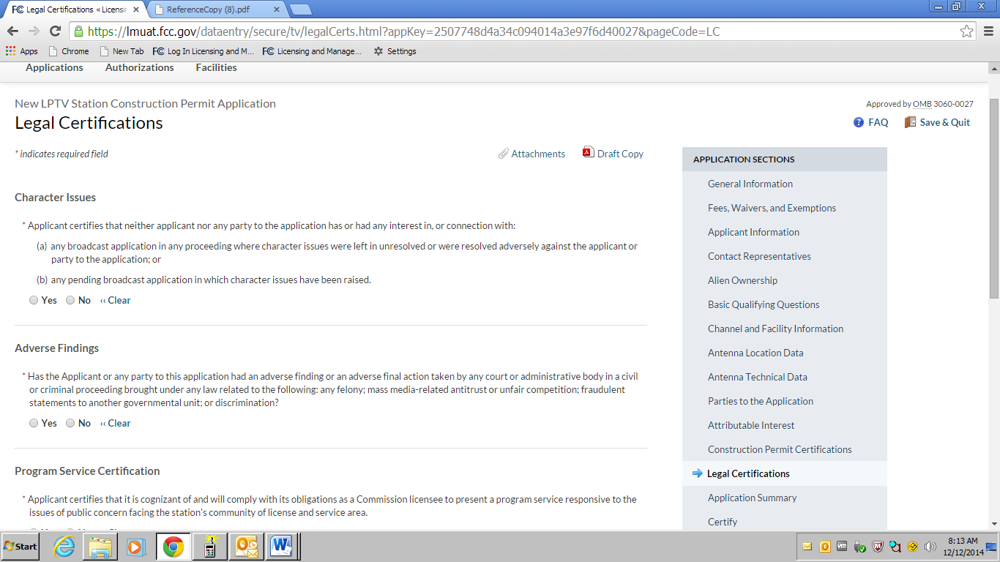 FC Legal Certifications « Licensin
ReferenceCopy (8).pdf
https://lmuat.fcc.gov/dataentry/secure/tv/legalCerts.html?appKey=2507748d4a34c094014a3e97f6d40027&pageCode=LC
Apps Chrome New Tab FC Log In Licensing and M... FC Licensing and Manage... Settings
Applications Authorizations Facilities
New LPTV Station Construction Permit Application
Approved by OMB 3060-0027
Legal Certifications
? FAQ Save & Quit
* indicates required field
Attachments Draft Copy
Character Issues
* Applicant certifies that neither applicant nor any party to the application has or had any interest in, or connection with:
(a) any broadcast application in any proceeding where character issues were left in unresolved or were resolved adversely against the applicant or
party to the application; or
(b) any pending broadcast application in which character issues have been raised.
Yes No ‹‹ Clear
Adverse Findings
* Has the Applicant or any party to this application had an adverse finding or an adverse final action taken by any court or administrative body in a civil
or criminal proceeding brought under any law related to the following: any felony; mass media-related antitrust or unfair competition; fraudulent
statements to another governmental unit; or discrimination?
Yes No ‹‹ Clear
Program Service Certification
* Applicant certifies that it is cognizant of and will comply with its obligations as a Commission licensee to present a program service responsive to the
issues of public concern facing the station's community of license and service area.
APPLICATION SECTIONS
General Information
Fees, Waivers, and Exemptions
Applicant Information
Contact Representatives
Alien Ownership
Basic Qualifying Questions
Channel and Facility Information
Antenna Location Data
Antenna Technical Data
Parties to the Application
Attributable Interest
Construction Permit Certifications
Legal Certifications
Application Summary
Certify
Start
8:13 AM
12/12/2014